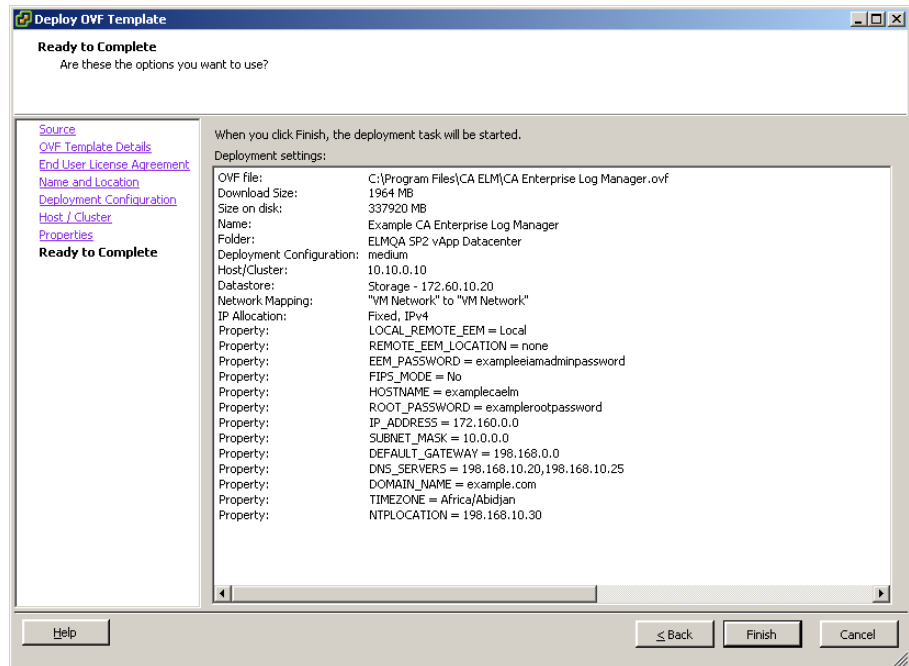 Deploy OVF Template
Ready to Complete
Are these the options you want to use?
Source
OVF Template Details
End User License Agreement
Name and Location
Deployment Configuration
Host / Cluster
Properties
Ready to Complete
When you click Finish, the deployment task will be started.
Deployment settings:
OVF file: C:\Program Files\CA ELM\CA Enterprise Log Manager.ovf
Download Size: 1964 MB
Size on disk: 337920 MB
Name: Example CA Enterprise Log Manager
Folder: ELMQA SP2 vApp Datacenter
Deployment Configuration: medium
Host/Cluster: 10.10.0.10
Datastore: Storage - 172.60.10.20
Network Mapping: "VM Network" to "VM Network"
IP Allocation: Fixed, IPv4
Property: LOCAL_REMOTE_EEM = Local
Property: REMOTE_EEM_LOCATION = none
Property: EEM_PASSWORD = exampleeiamadminpassword
Property: FIPS_MODE = No
Property: HOSTNAME = examplecaelm
Property: ROOT_PASSWORD = examplerootpassword
Property: IP_ADDRESS = 172.160.0.0
Property: SUBNET_MASK = 10.0.0.0
Property: DEFAULT_GATEWAY = 198.168.0.0
Property: DNS_SERVERS = 198.168.10.20,198.168.10.25
Property: DOMAIN_NAME = example.com
Property: TIMEZONE = Africa/Abidjan
Property: NTPLOCATION = 198.168.10.30
Help
< Back
Finish
Cancel